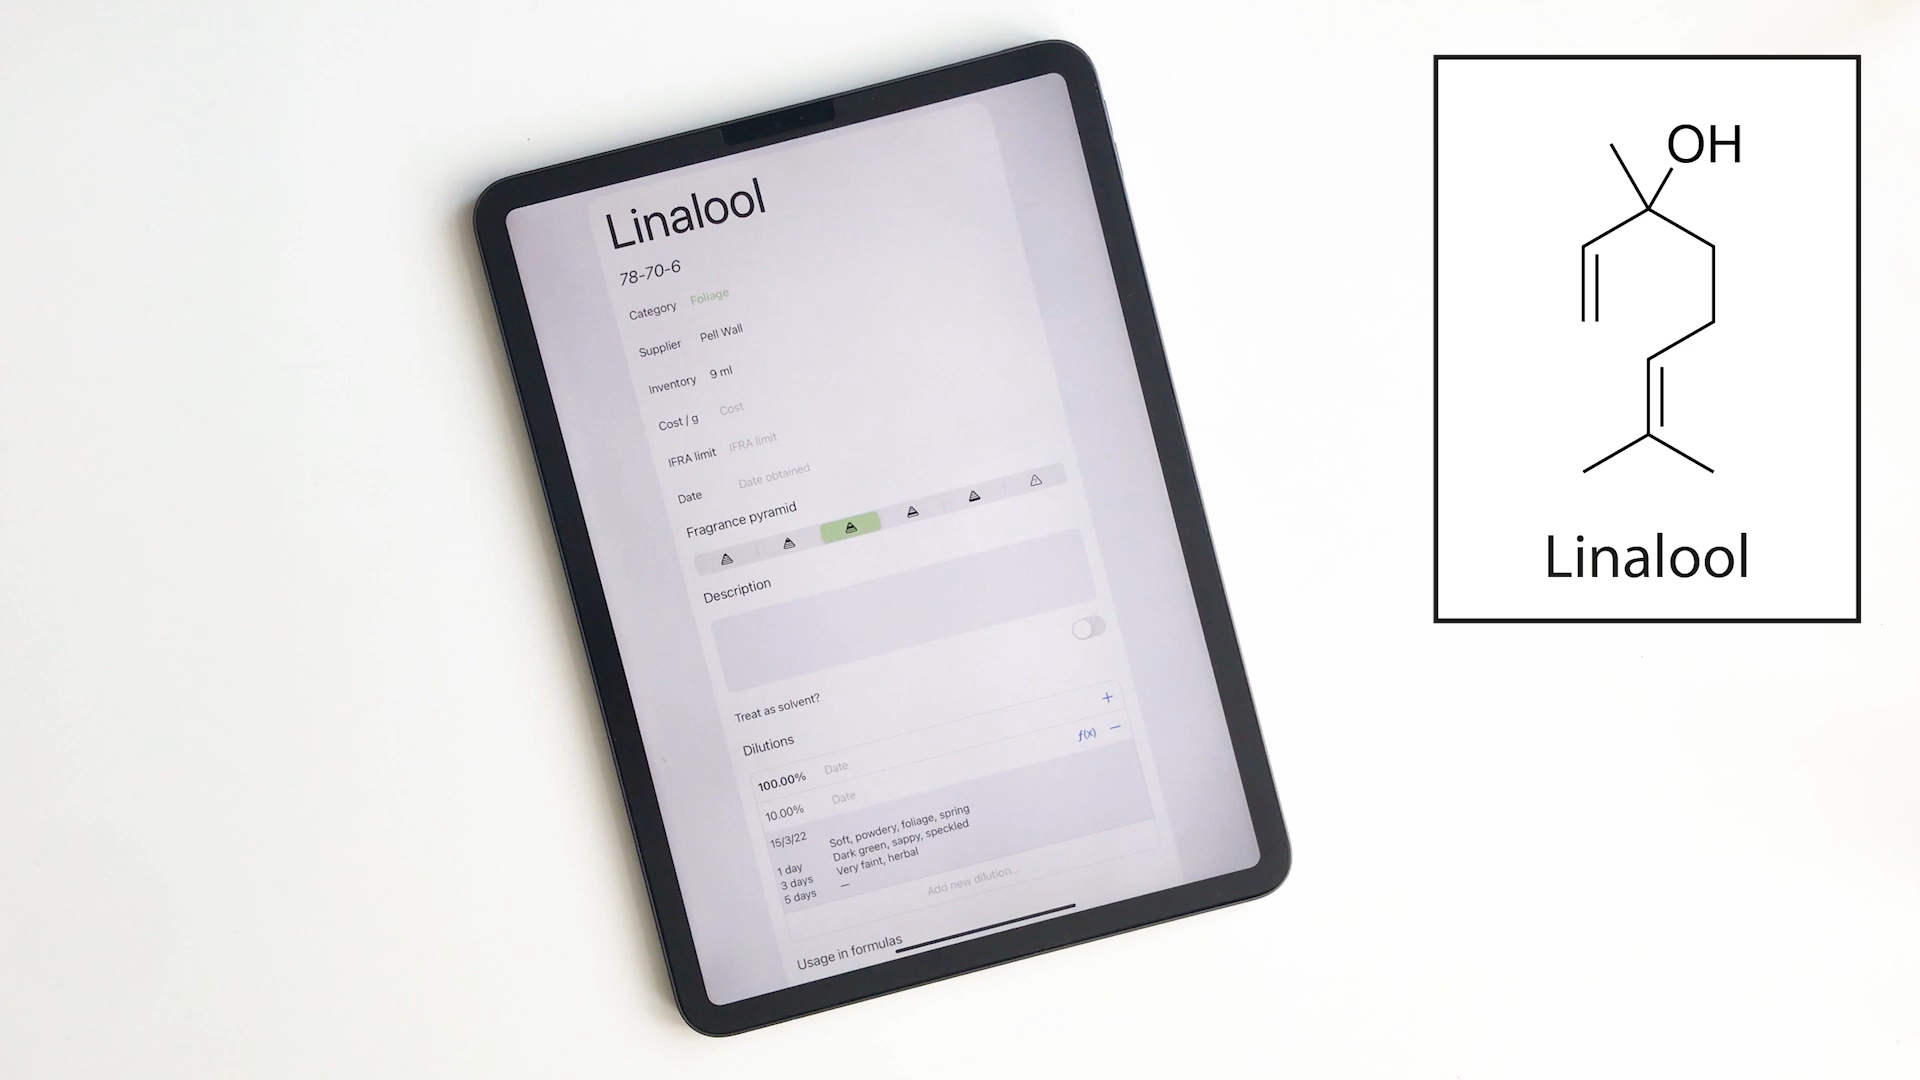 Linalool
78-70-6
Category Foliage
Supplier Pell Wall
Inventory 9 ml
Cost / g Cost
IFRA limit IFRA limit
Date Date obtained
Fragrance pyramid
Description
Treat as solvent?
Dilutions
+
100.00% Date
f(x) −
10.00% Date
15/3/22 Soft, powdery, foliage, spring
1 day Dark green, sappy, speckled
3 days Very faint, herbal
5 days —
Add new dilution...
Usage in formulas
OH
Linalool